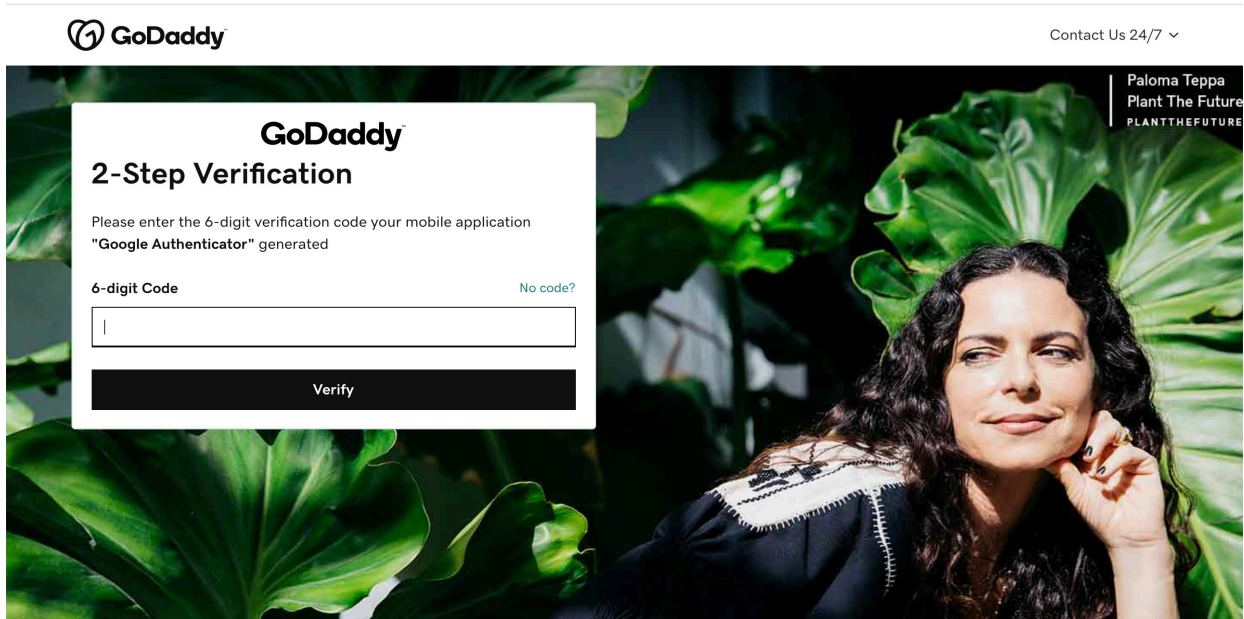 GoDaddy
Contact Us 24/7
Paloma Teppa
Plant The Future
PLANTTHEFUTURE
GoDaddy
2-Step Verification
Please enter the 6-digit verification code your mobile application
"Google Authenticator" generated
6-digit Code
No code?
Verify